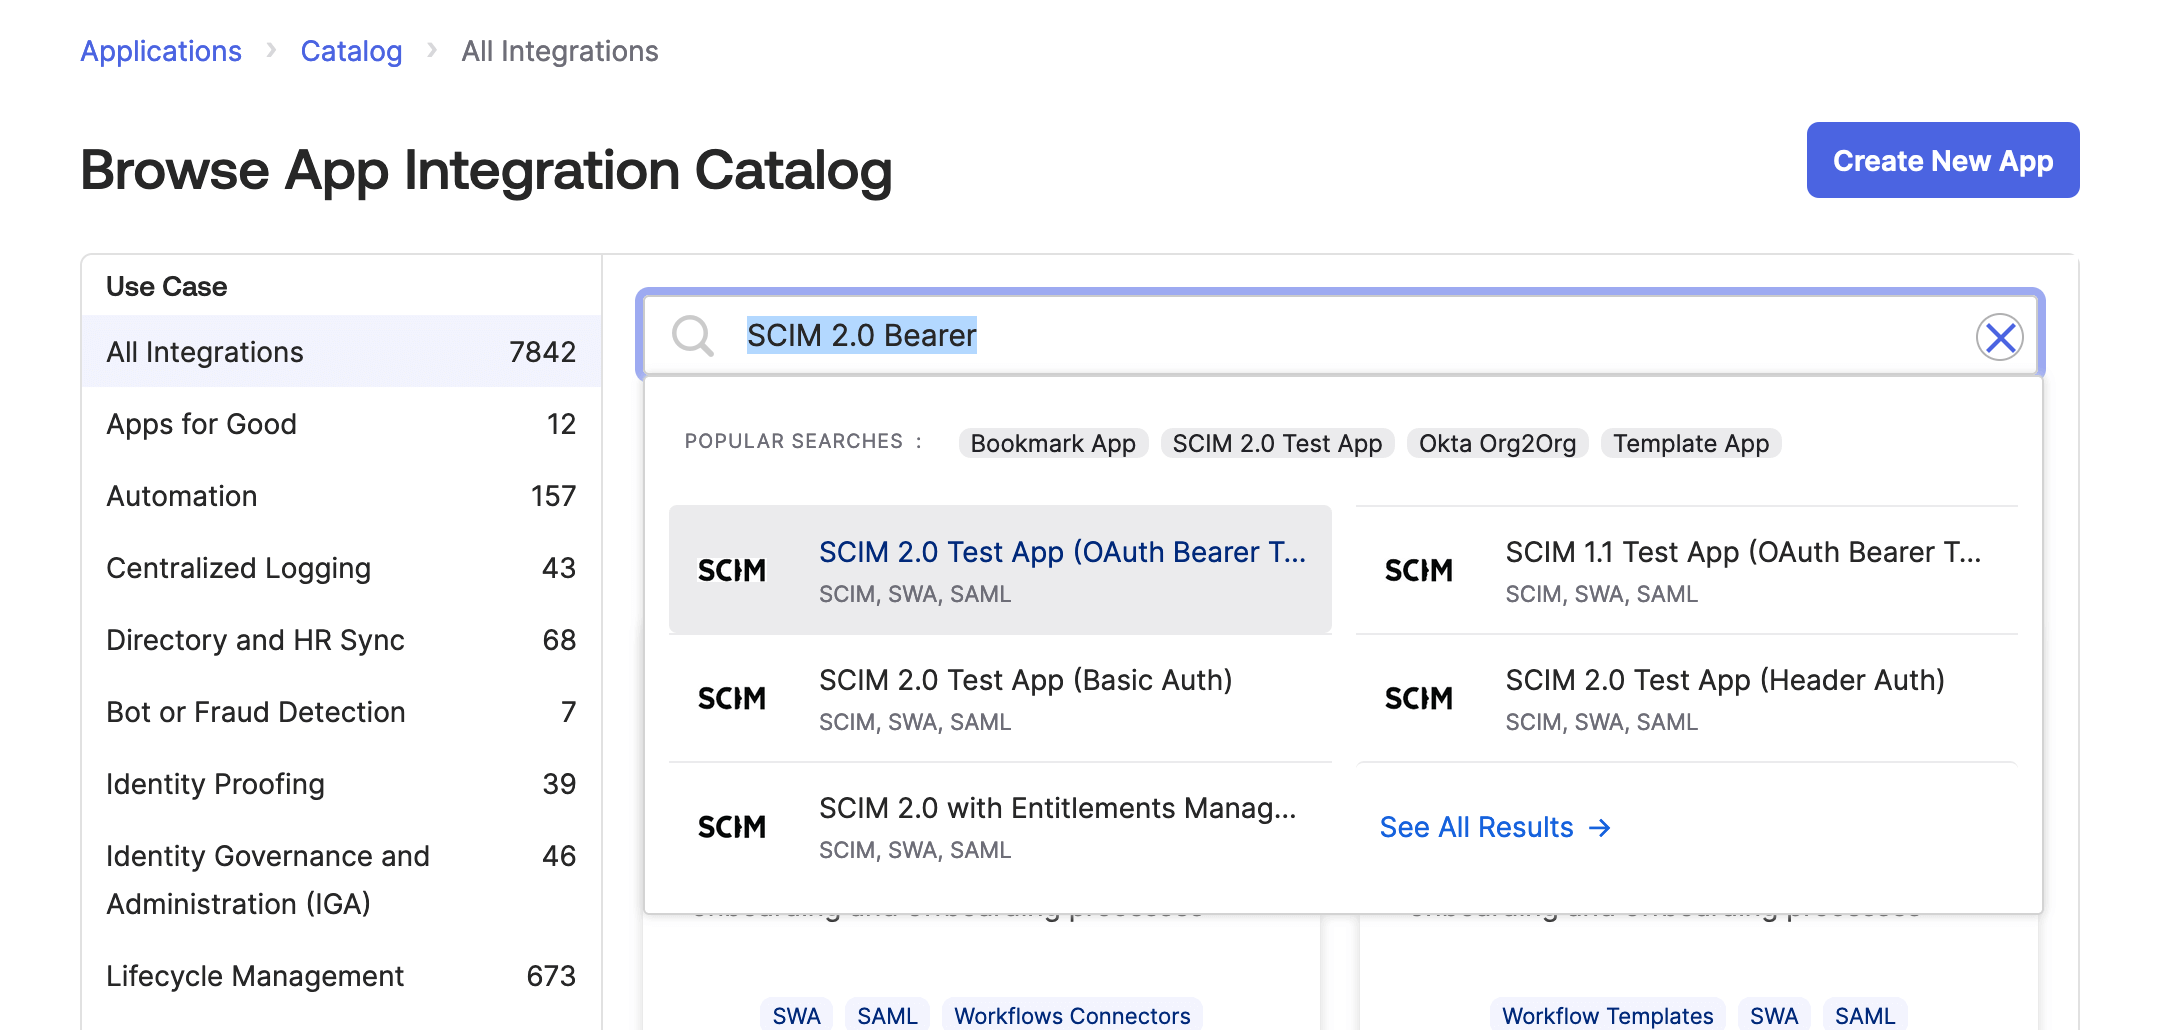 Applications > Catalog > All Integrations
Browse App Integration Catalog
Create New App
Use Case
All Integrations 7842
Apps for Good 12
Automation 157
Centralized Logging 43
Directory and HR Sync 68
Bot or Fraud Detection 7
Identity Proofing 39
Identity Governance and
Administration (IGA) 46
Lifecycle Management 673
SCIM 2.0 Bearer
POPULAR SEARCHES : Bookmark App SCIM 2.0 Test App Okta Org2Org Template App
SCIM
SCIM 2.0 Test App (OAuth Bearer T...
SCIM, SWA, SAML
SCIM
SCIM 1.1 Test App (OAuth Bearer T...
SCIM, SWA, SAML
SCIM
SCIM 2.0 Test App (Basic Auth)
SCIM, SWA, SAML
SCIM
SCIM 2.0 Test App (Header Auth)
SCIM, SWA, SAML
SCIM
SCIM 2.0 with Entitlements Manag...
SCIM, SWA, SAML
See All Results →
SWA SAML Workflows Connectors
Workflow Templates SWA SAML